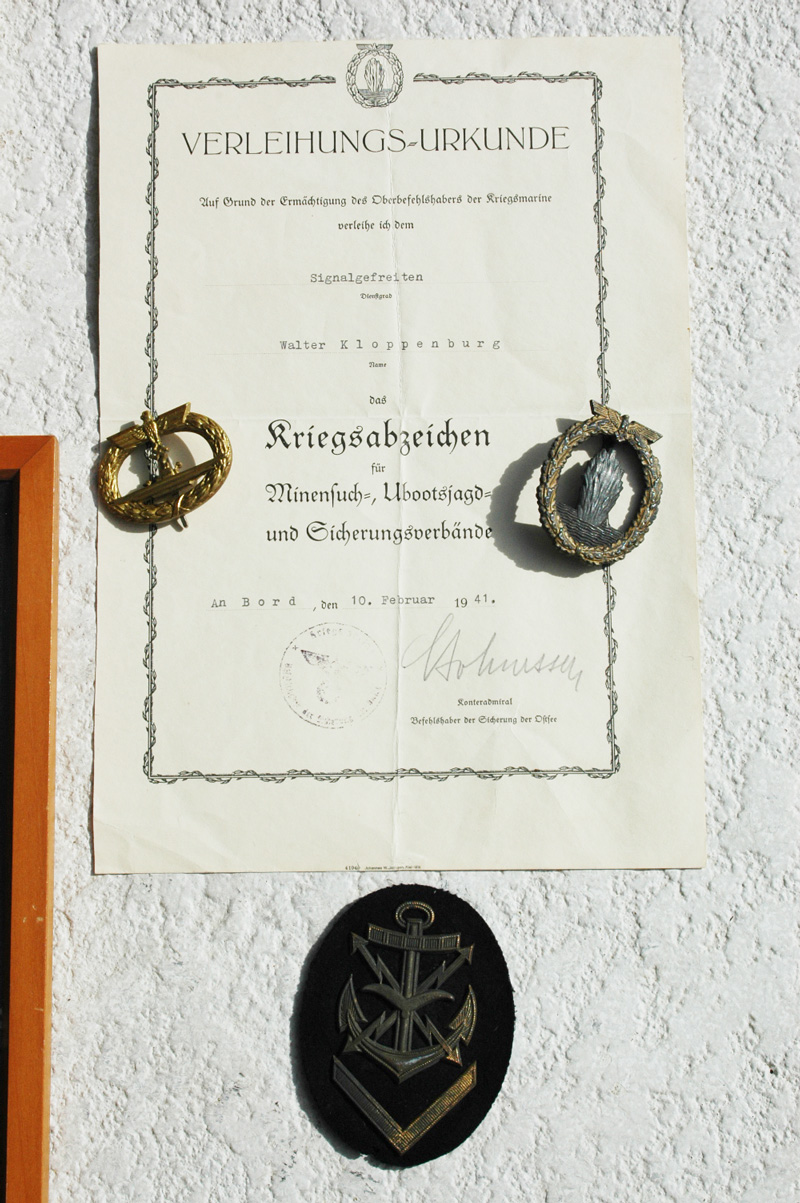 VERLEIHUNGS-URKUNDE
Auf Grund der Ermächtigung des Oberbefehlshabers der Kriegsmarine
verleihe ich dem
Signalgefreiten
Dienstgrad
Walter Kloppenburg
Name
das
Kriegsabzeichen
für
Minensuch-, Ubootsjagd-
und Sicherungsverbände
An Bord, den 10. Februar 1941.
Konteradmiral
Befehlshaber der Sicherung der Ostsee